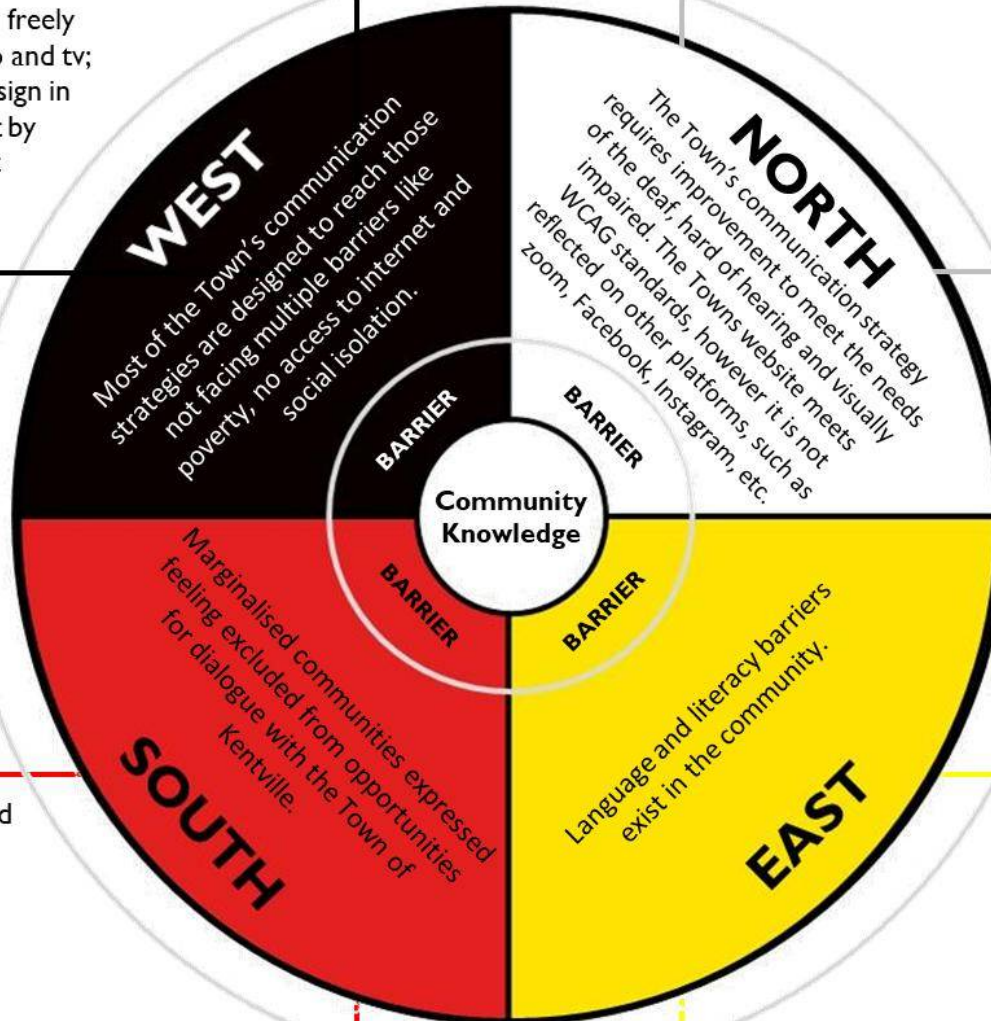 freely
and tv;
sign in
by
WEST
Most of the Town's communication
strategies are designed to reach those
not facing multiple barriers like
poverty, no access to internet and
social isolation.
BARRIER
NORTH
The Town's communication strategy
requires improvement to meet the needs
of the deaf, hard of hearing and visually
impaired. The Towns website meets
WCAG standards, however it is not
reflected on other platforms, such as
zoom, Facebook, Instagram, etc.
BARRIER
Community
Knowledge
BARRIER
Marginalised communities expressed
feeling excluded from opportunities
for dialogue with the Town of
Kentville.
SOUTH
BARRIER
Language and literacy barriers
exist in the community.
EAST